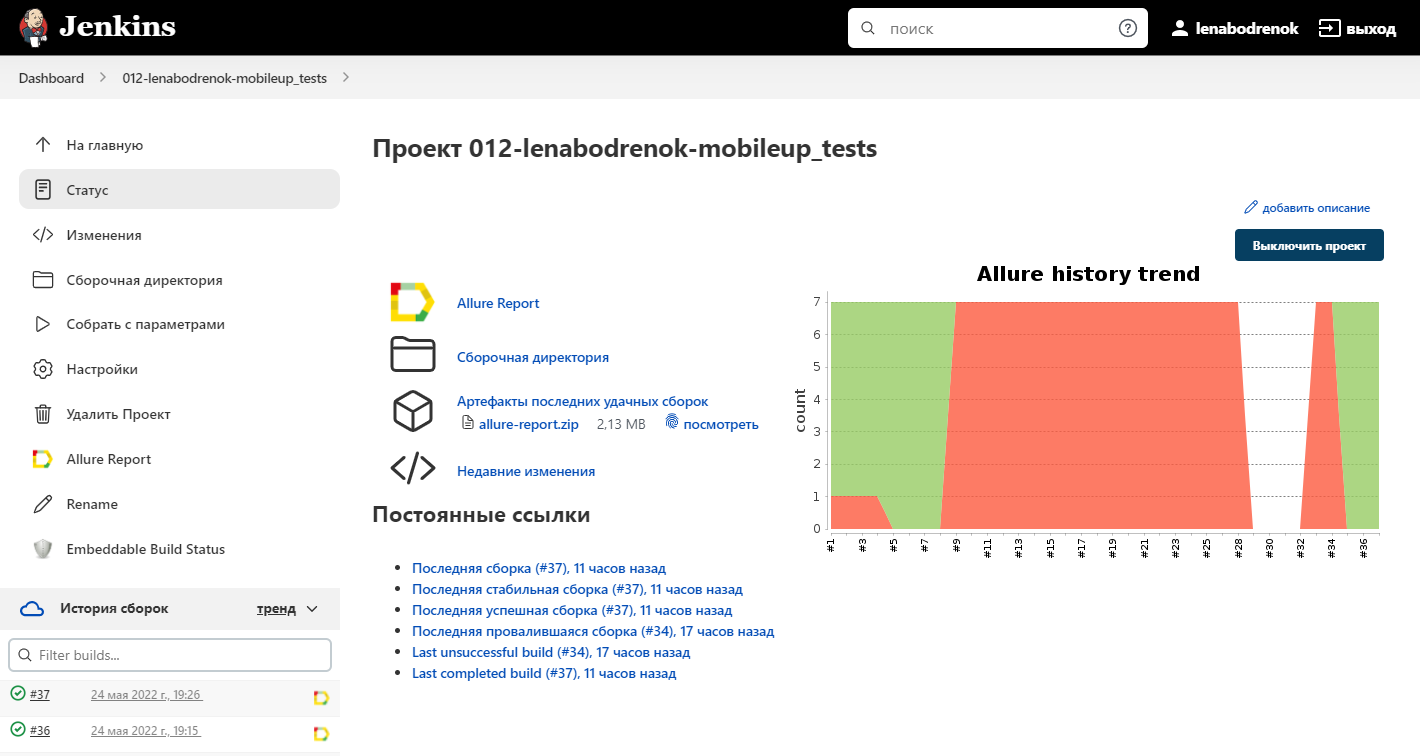 Jenkins
поиск
lenabodrenok
выход
Dashboard
012-lenabodrenok-mobileup_tests
На главную
Статус
Изменения
Сборочная директория
Собрать с параметрами
Настройки
Удалить Проект
Allure Report
Rename
Embeddable Build Status
История сборок
тренд
Filter builds...
#37 24 мая 2022 г., 19:26
#36 24 мая 2022 г., 19:15
Проект 012-lenabodrenok-mobileup_tests
добавить описание
Выключить проект
Allure Report
Сборочная директория
Артефакты последних удачных сборок
allure-report.zip 2,13 MB посмотреть
Недавние изменения
Allure history trend
count
7
6
5
4
3
2
1
0
#1 #3 #5 #7 #9 #11 #13 #15 #17 #19 #21 #23 #25 #28 #30 #32 #34 #36
Постоянные ссылки
Последняя сборка (#37), 11 часов назад
Последняя стабильная сборка (#37), 11 часов назад
Последняя успешная сборка (#37), 11 часов назад
Последняя провалившаяся сборка (#34), 17 часов назад
Last unsuccessful build (#34), 17 часов назад
Last completed build (#37), 11 часов назад